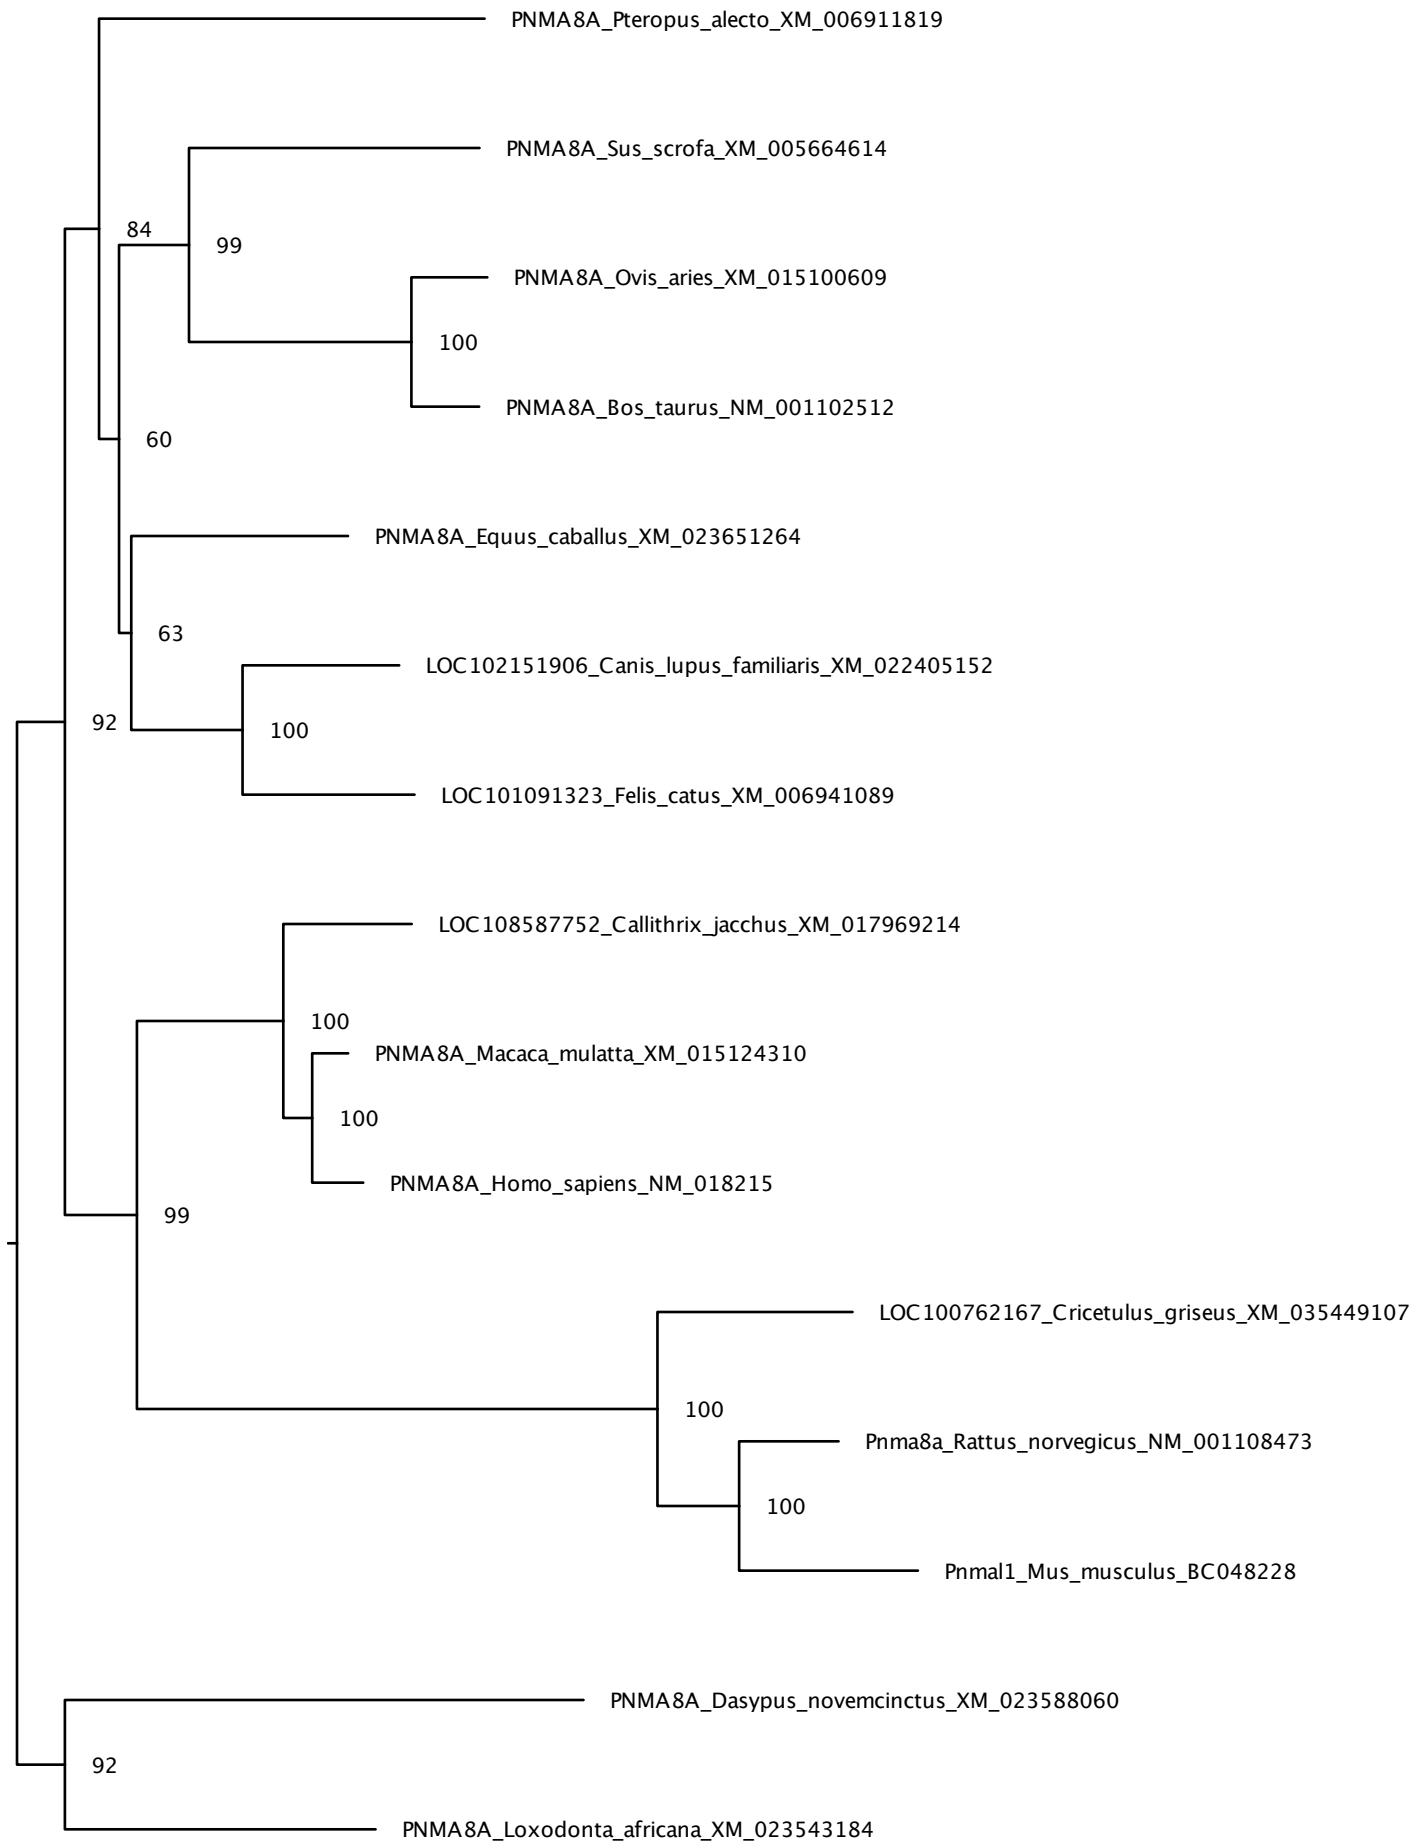 PNMA8A_Pteropus_alecto_XM_006911819
PNMA8A_Sus_scrofa_XM_005664614
84
99
PNMA8A_Ovis_aries_XM_015100609
100
PNMA8A_Bos_taurus_NM_001102512
60
PNMA8A_Equus_caballus_XM_023651264
63
LOC102151906_Canis_lupus_familiaris_XM_022405152
92
100
LOC101091323_Felis_catus_XM_006941089
LOC108587752_Callithrix_jacchus_XM_017969214
100
PNMA8A_Macaca_mulatta_XM_015124310
100
PNMA8A_Homo_sapiens_NM_018215
99
LOC100762167_Cricetulus_griseus_XM_035449107
100
Pnma8a_Rattus_norvegicus_NM_001108473
100
Pnmal1_Mus_musculus_BC048228
PNMA8A_Dasypus_novemcinctus_XM_023588060
92
PNMA8A_Loxodonta_africana_XM_023543184